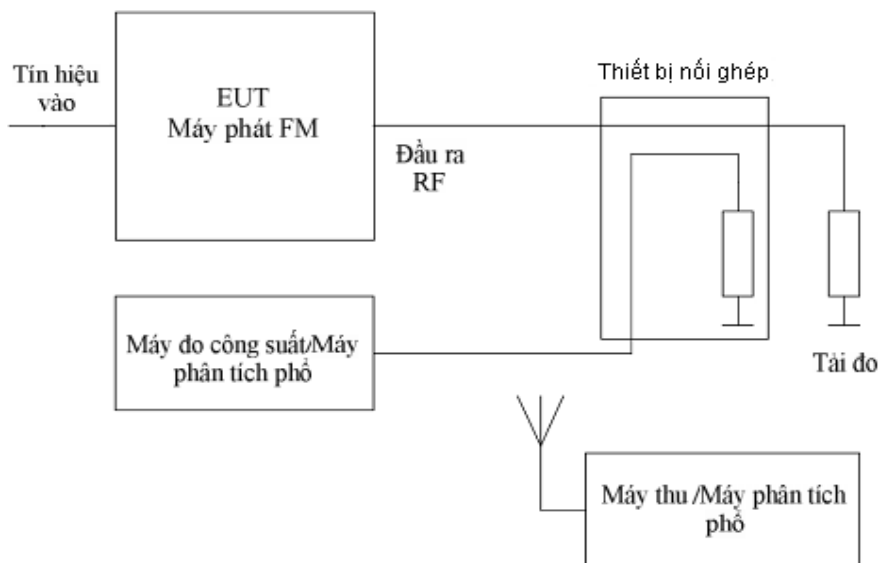 Thiết bị nối ghép
Tín hiệu
vào
EUT
Máy phát FM
Đầu ra
RF
Máy đo công suất/Máy
phân tích phổ
Tải đo
Máy thu /Máy phân tích
phổ